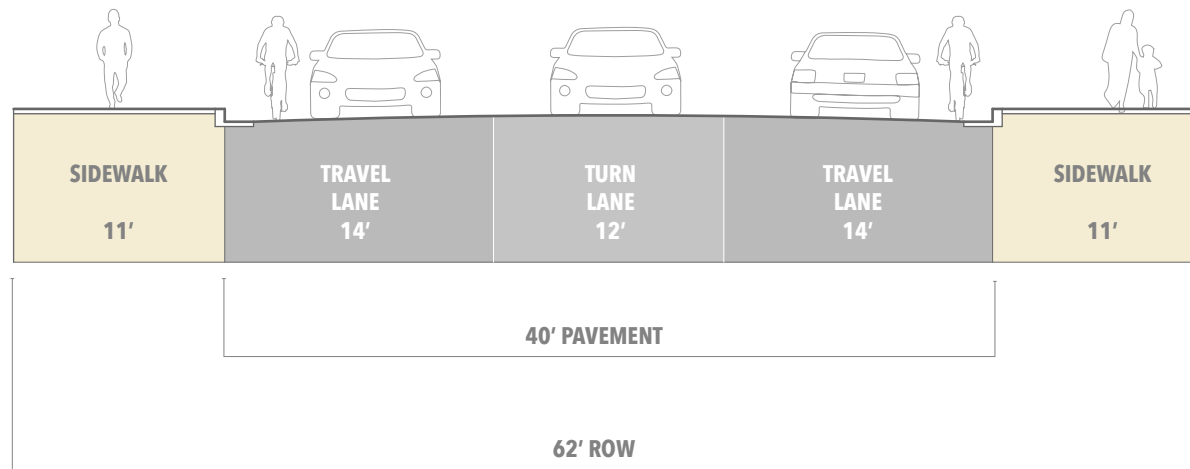 SIDEWALK
11’
TRAVEL
LANE
14’
TURN
LANE
12’
TRAVEL
LANE
14’
SIDEWALK
11’
40’ PAVEMENT
62’ ROW